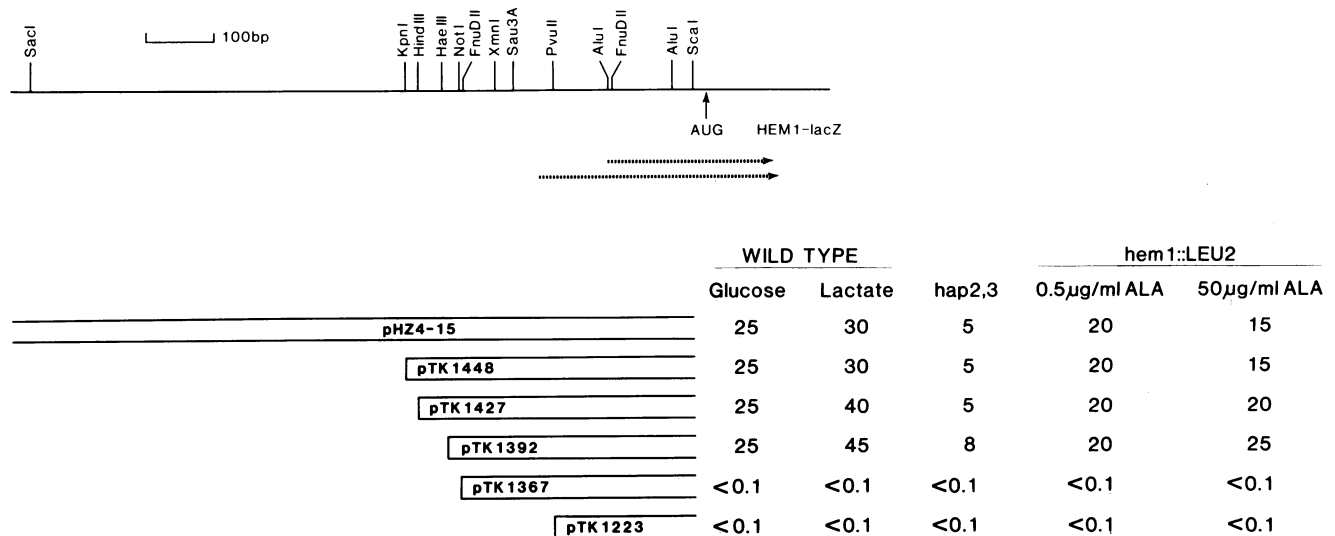 SacI
100bp
KpnI
HindIII
HaeIII
NotI
FnuDII
XmnI
Sau3A
PvuII
AluI
FnuDII
AluI
ScaI
AUG HEM1-lacZ
WILD TYPE hem1::LEU2
Glucose Lactate hap2,3 0.5µg/ml ALA 50µg/ml ALA
pHZ4-15 25 30 5 20 15
pTK1448 25 30 5 20 15
pTK1427 25 40 5 20 20
pTK1392 25 45 8 20 25
pTK1367 <0.1 <0.1 <0.1 <0.1 <0.1
pTK1223 <0.1 <0.1 <0.1 <0.1 <0.1